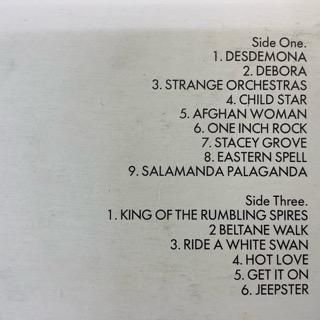 Side One.
1. DESDEMONA
2. DEBORA
3. STRANGE ORCHESTRAS
4. CHILD STAR
5. AFGHAN WOMAN
6. ONE INCH ROCK
7. STACEY GROVE
8. EASTERN SPELL
9. SALAMANDA PALAGANDA
Side Three.
1. KING OF THE RUMBLING SPIRES
2 BELTANE WALK
3. RIDE A WHITE SWAN
4. HOT LOVE
5. GET IT ON
6. JEEPSTER